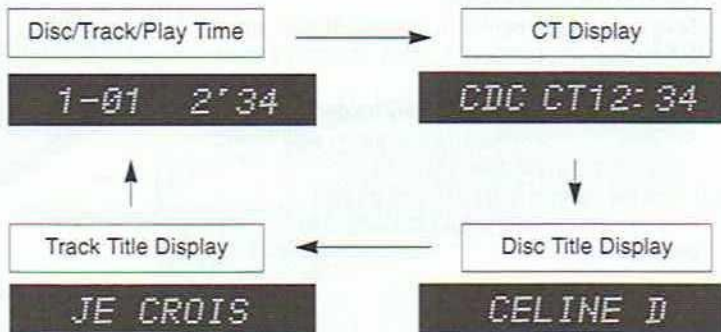 Disc/Track/Play Time
CT Display
1-01 2'34
CDC CT12:34
Track Title Display
Disc Title Display
JE CROIS
CELINE D